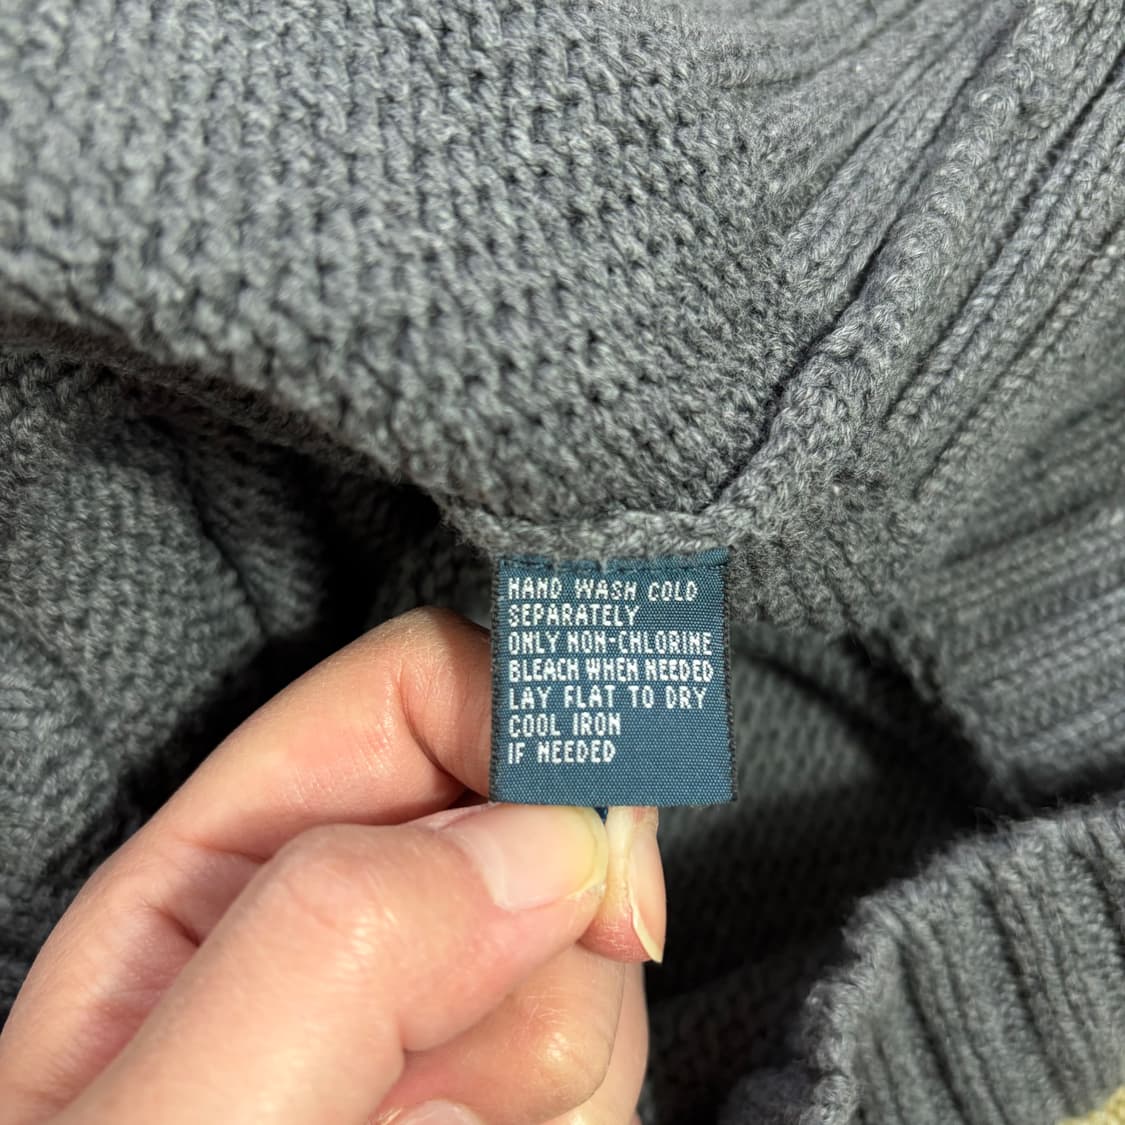 HAND WASH COLD
SEPARATELY
ONLY NON-CHLORINE
BLEACH WHEN NEEDED
LAY FLAT TO DRY
COOL IRON
IF NEEDED